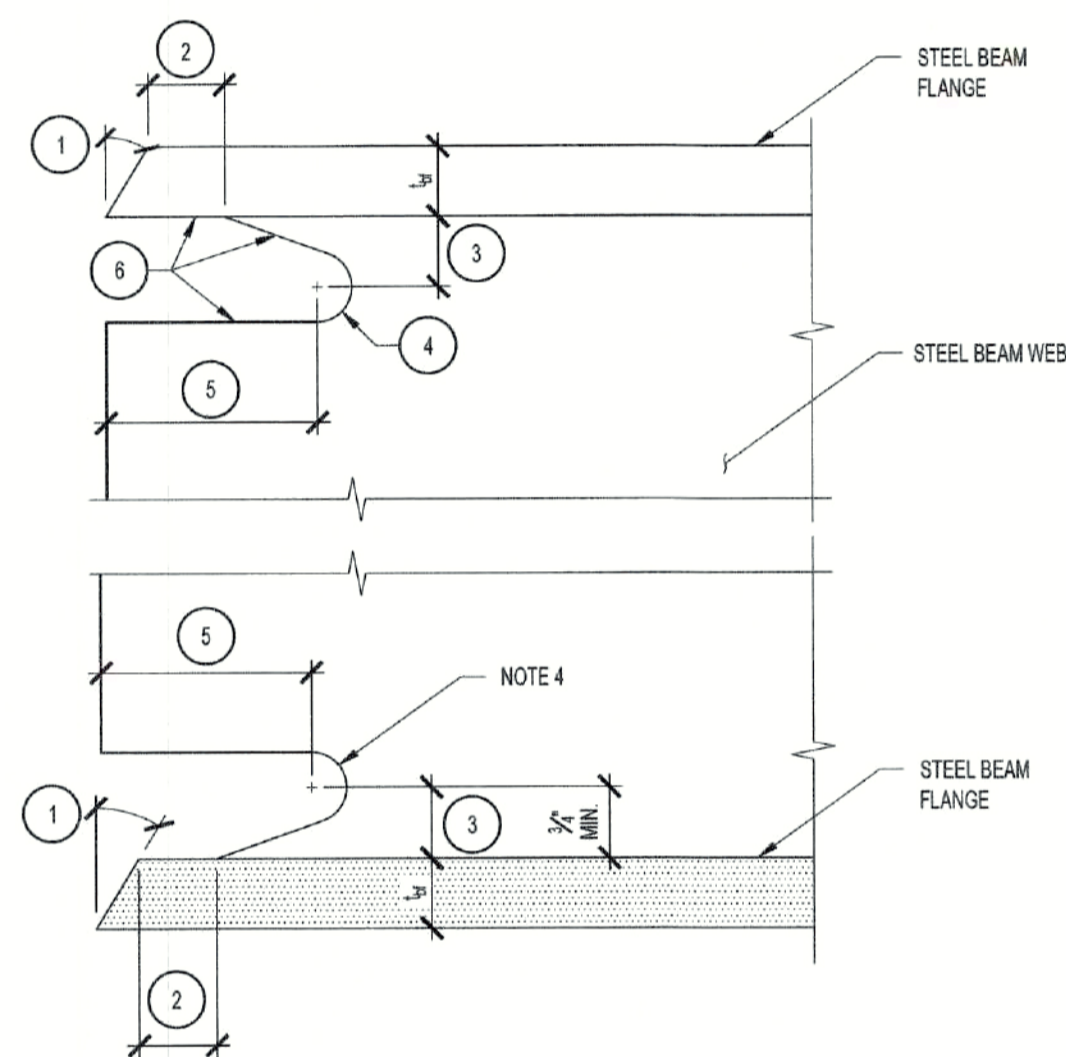 2
STEEL BEAM
FLANGE
1
t_bf
3
6
4
5
STEEL BEAM WEB
5
NOTE 4
1
3
3/4"
MIN.
STEEL BEAM
FLANGE
t_bf
2